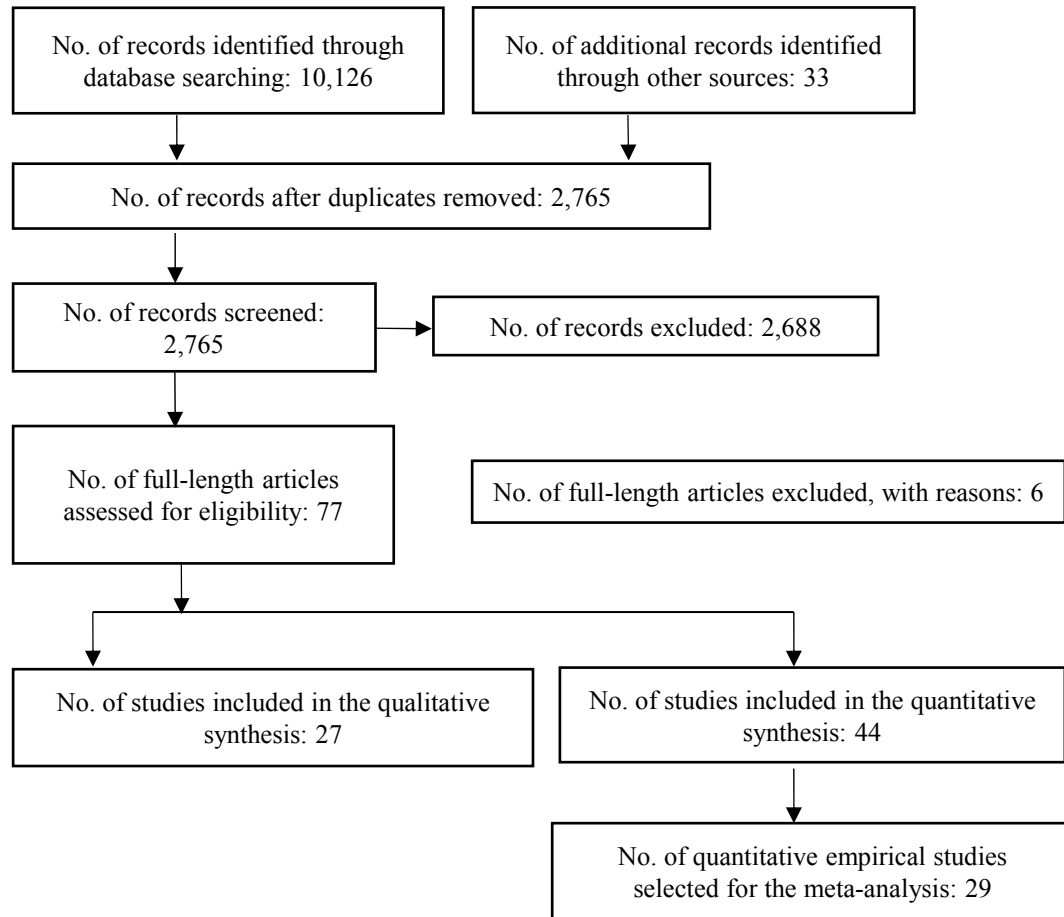 No. of records identified through
database searching: 10,126
No. of additional records identified
through other sources: 33
No. of records after duplicates removed: 2,765
No. of records screened:
2,765
No. of records excluded: 2,688
No. of full-length articles
assessed for eligibility: 77
No. of full-length articles excluded, with reasons: 6
No. of studies included in the qualitative
synthesis: 27
No. of studies included in the quantitative
synthesis: 44
No. of quantitative empirical studies
selected for the meta-analysis: 29